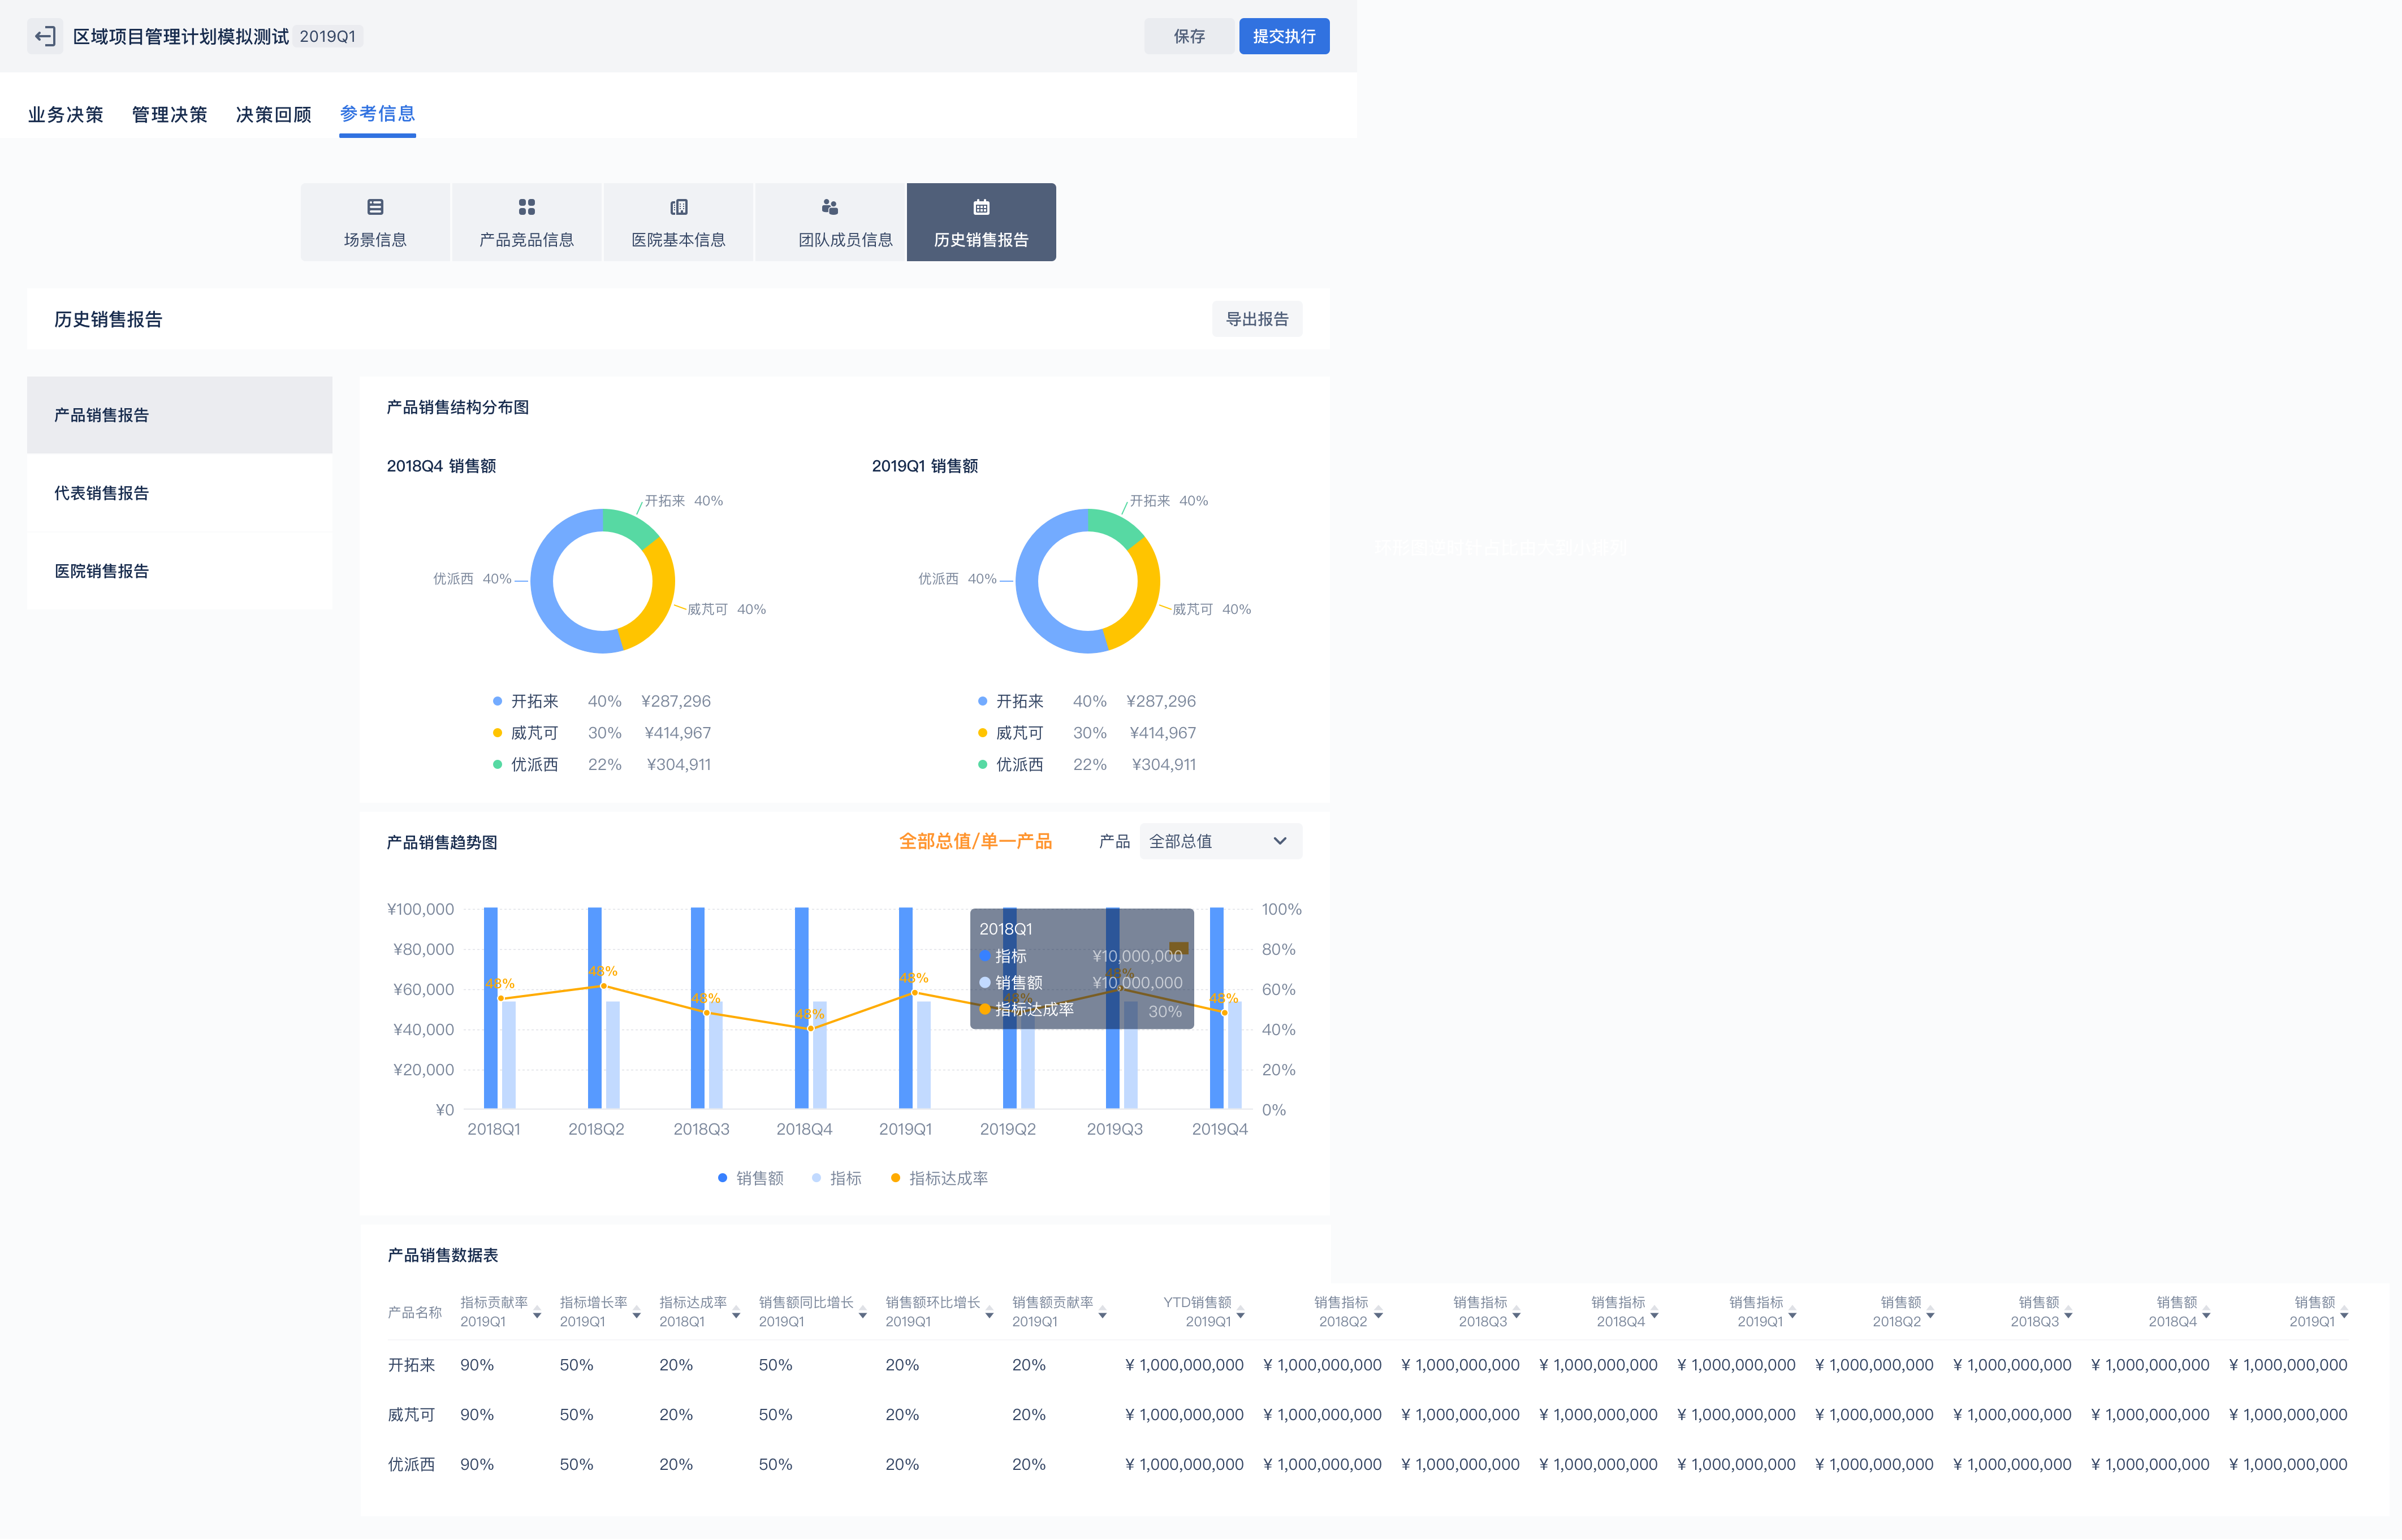 区域项目管理计划模拟测试 2019Q1
保存 提交执行
业务决策 管理决策 决策回顾 参考信息
场景信息 产品竞品信息 医院基本信息 团队成员信息 历史销售报告
历史销售报告 导出报告
产品销售报告
代表销售报告
医院销售报告
产品销售结构分布图
2018Q4 销售额 2019Q1 销售额
开拓来 40% 开拓来 40%
优派西 40% 优派西 40%
威芃可 40% 威芃可 40%
开拓来 40% ¥287,296 开拓来 40% ¥287,296
威芃可 30% ¥414,967 威芃可 30% ¥414,967
优派西 22% ¥304,911 优派西 22% ¥304,911
产品销售趋势图 全部总值/单一产品 产品 全部总值
¥100,000 100%
¥80,000 80%
¥60,000 60%
¥40,000 40%
¥20,000 20%
¥0 0%
48% 48% 48% 48% 48% 48% 48% 48%
2018Q1
指标 ¥10,000,000
销售额 ¥10,000,000
指标达成率 30%
2018Q1 2018Q2 2018Q3 2018Q4 2019Q1 2019Q2 2019Q3 2019Q4
销售额 指标 指标达成率
产品销售数据表
产品名称 指标贡献率 指标增长率 指标达成率 销售额同比增长 销售额环比增长 销售额贡献率 YTD销售额 销售指标 销售指标 销售指标 销售指标 销售额 销售额 销售额 销售额
2019Q1 2019Q1 2018Q1 2019Q1 2019Q1 2019Q1 2019Q1 2018Q2 2018Q3 2018Q4 2019Q1 2018Q2 2018Q3 2018Q4 2019Q1
开拓来 90% 50% 20% 50% 20% 20% ¥ 1,000,000,000 ¥ 1,000,000,000 ¥ 1,000,000,000 ¥ 1,000,000,000 ¥ 1,000,000,000 ¥ 1,000,000,000 ¥ 1,000,000,000 ¥ 1,000,000,000 ¥ 1,000,000,000
威芃可 90% 50% 20% 50% 20% 20% ¥ 1,000,000,000 ¥ 1,000,000,000 ¥ 1,000,000,000 ¥ 1,000,000,000 ¥ 1,000,000,000 ¥ 1,000,000,000 ¥ 1,000,000,000 ¥ 1,000,000,000 ¥ 1,000,000,000
优派西 90% 50% 20% 50% 20% 20% ¥ 1,000,000,000 ¥ 1,000,000,000 ¥ 1,000,000,000 ¥ 1,000,000,000 ¥ 1,000,000,000 ¥ 1,000,000,000 ¥ 1,000,000,000 ¥ 1,000,000,000 ¥ 1,000,000,000